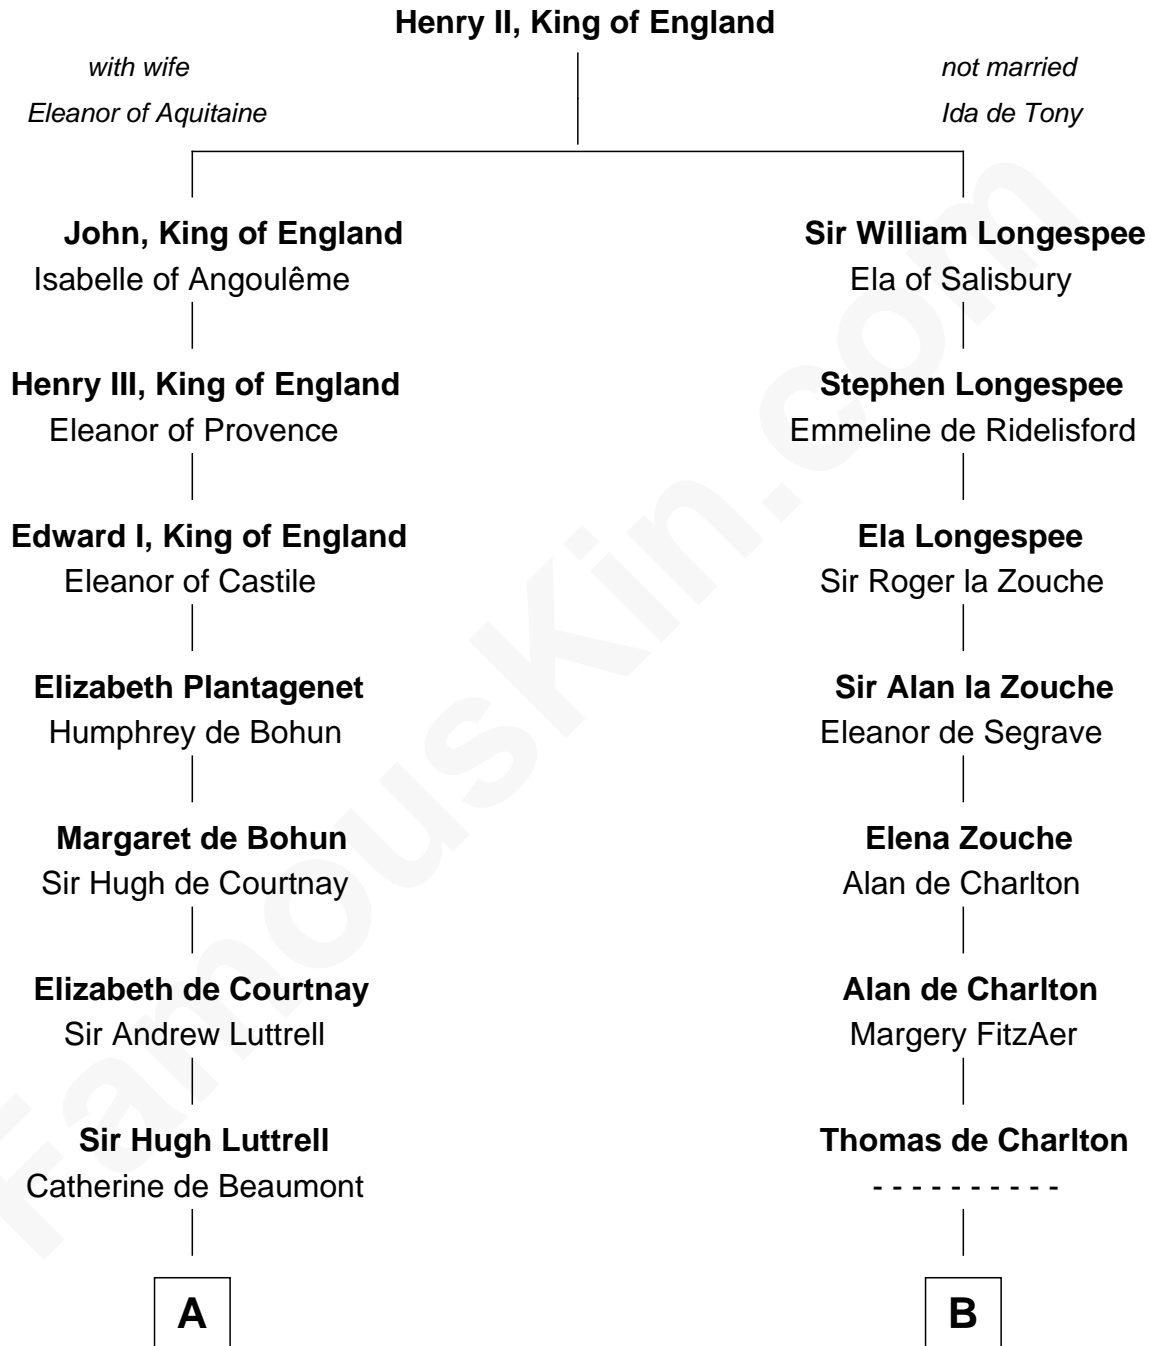 Henry II, King of England
with wife
Eleanor of Aquitaine
not married
Ida de Tony
John, King of England
Isabelle of Angoulême
Sir William Longespee
Ela of Salisbury
Henry III, King of England
Eleanor of Provence
Stephen Longespee
Emmeline de Ridelisford
Edward I, King of England
Eleanor of Castile
Ela Longespee
Sir Roger la Zouche
Elizabeth Plantagenet
Humphrey de Bohun
Sir Alan la Zouche
Eleanor de Segrave
Margaret de Bohun
Sir Hugh de Courtnay
Elena Zouche
Alan de Charlton
Elizabeth de Courtnay
Sir Andrew Luttrell
Alan de Charlton
Margery FitzAer
Sir Hugh Luttrell
Catherine de Beaumont
Thomas de Charlton
- - - - - - - - - -
A
B
FamousKin.com